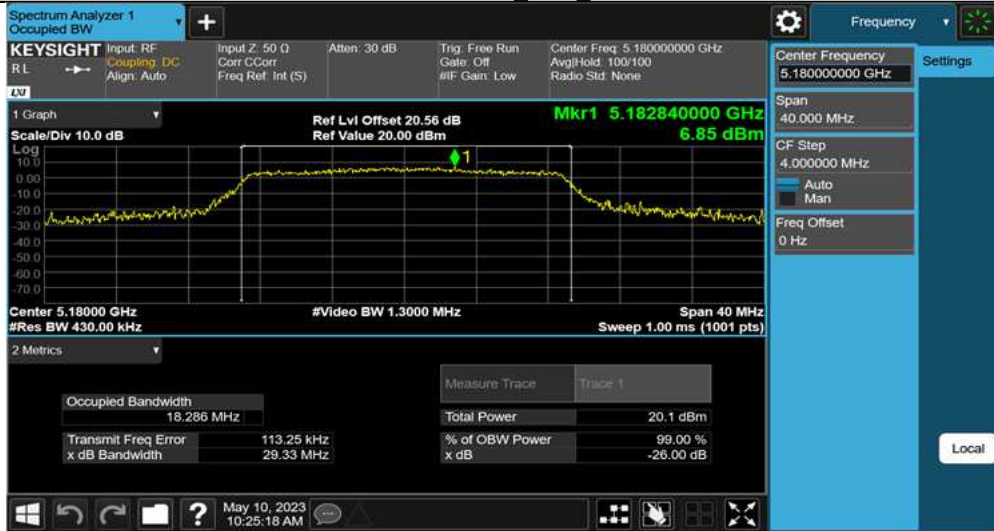 Spectrum Analyzer 1
Occupied BW
+
Frequency
KEYSIGHT
RL
LXI
Input: RF
Coupling: DC
Align: Auto
Input Z: 50 Ω
Corr CCorr
Freq Ref: Int (S)
Atten: 30 dB
Trig: Free Run
Gate: Off
#IF Gain: Low
Center Freq: 5.180000000 GHz
Avg|Hold: 100/100
Radio Std: None
Center Frequency
5.180000000 GHz
Settings
Span
40.000 MHz
CF Step
4.000000 MHz
Auto
Man
Freq Offset
0 Hz
Local
1 Graph
Scale/Div 10.0 dB
Ref Lvl Offset 20.56 dB
Ref Value 20.00 dBm
Mkr1 5.182840000 GHz
6.85 dBm
Log
10.0
0.00
-10.0
-20.0
-30.0
-40.0
-50.0
-60.0
-70.0
1
Center 5.18000 GHz
#Res BW 430.00 kHz
#Video BW 1.3000 MHz
Span 40 MHz
Sweep 1.00 ms (1001 pts)
2 Metrics
Measure Trace Trace 1
Occupied Bandwidth
18.286 MHz
Total Power 20.1 dBm
Transmit Freq Error 113.25 kHz
x dB Bandwidth 29.33 MHz
% of OBW Power 99.00 %
x dB -26.00 dB
?
May 10, 2023
10:25:18 AM